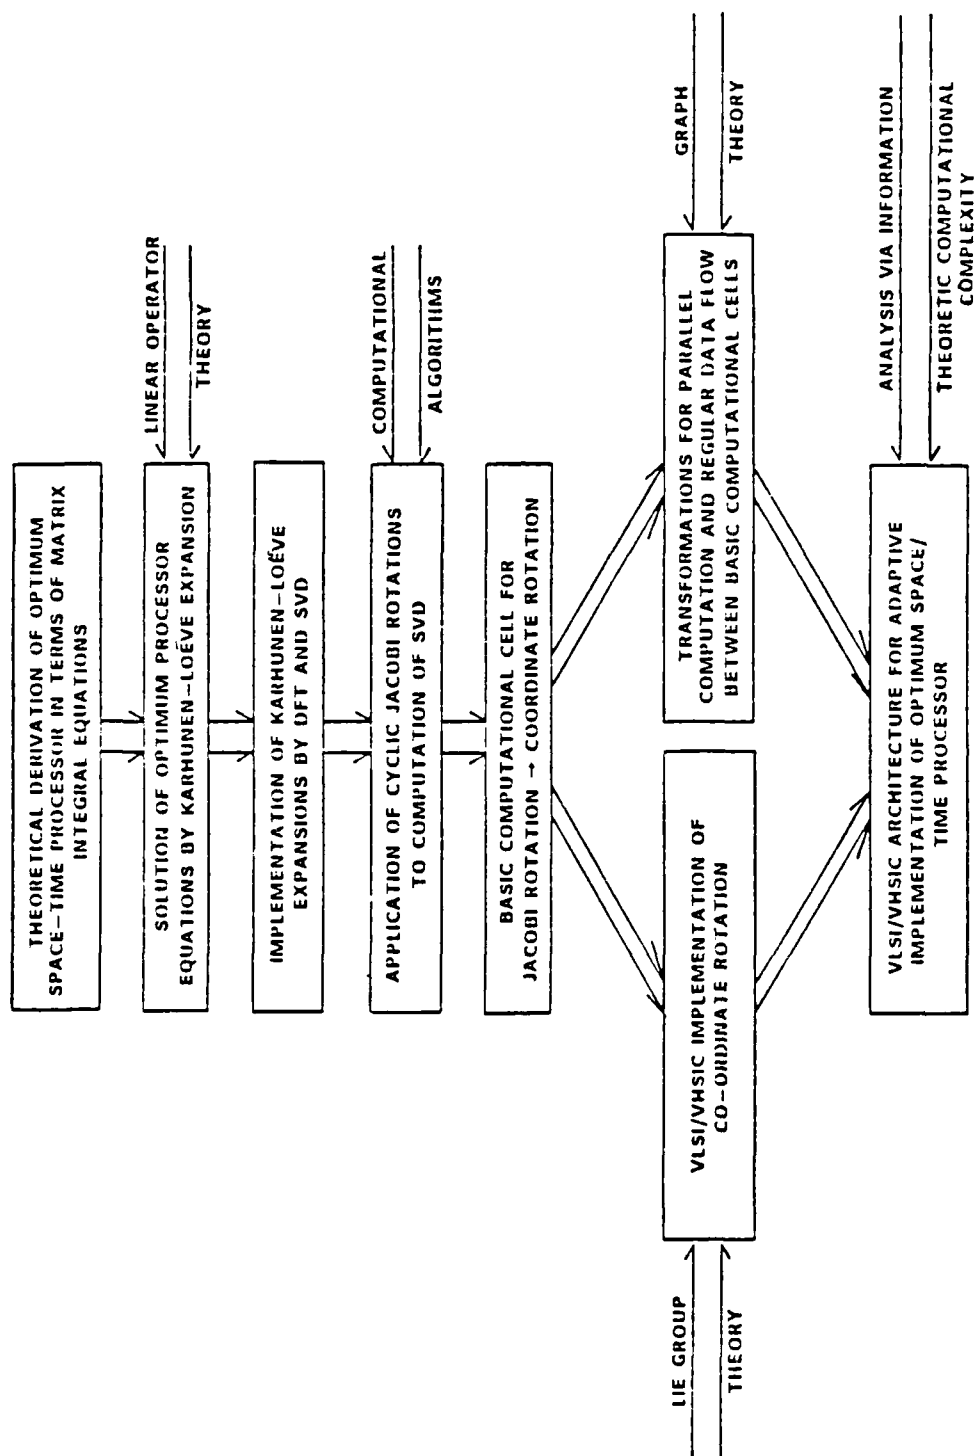 THEORETICAL DERIVATION OF OPTIMUM
SPACE-TIME PROCESSOR IN TERMS OF MATRIX
INTEGRAL EQUATIONS
SOLUTION OF OPTIMUM PROCESSOR
EQUATIONS BY KARHUNEN-LOÉVE EXPANSION
LINEAR OPERATOR
THEORY
IMPLEMENTATION OF KARHUNEN-LOÉVE
EXPANSIONS BY DFT AND SVD
APPLICATION OF CYCLIC JACOBI ROTATIONS
TO COMPUTATION OF SVD
COMPUTATIONAL
ALGORITHMS
BASIC COMPUTATIONAL CELL FOR
JACOBI ROTATION → COORDINATE ROTATION
LIE GROUP
THEORY
VLSI/VHSIC IMPLEMENTATION OF
CO-ORDINATE ROTATION
TRANSFORMATIONS FOR PARALLEL
COMPUTATION AND REGULAR DATA FLOW
BETWEEN BASIC COMPUTATIONAL CELLS
GRAPH
THEORY
VLSI/VHSIC ARCHITECTURE FOR ADAPTIVE
IMPLEMENTATION OF OPTIMUM SPACE/
TIME PROCESSOR
ANALYSIS VIA INFORMATION
THEORETIC COMPUTATIONAL
COMPLEXITY